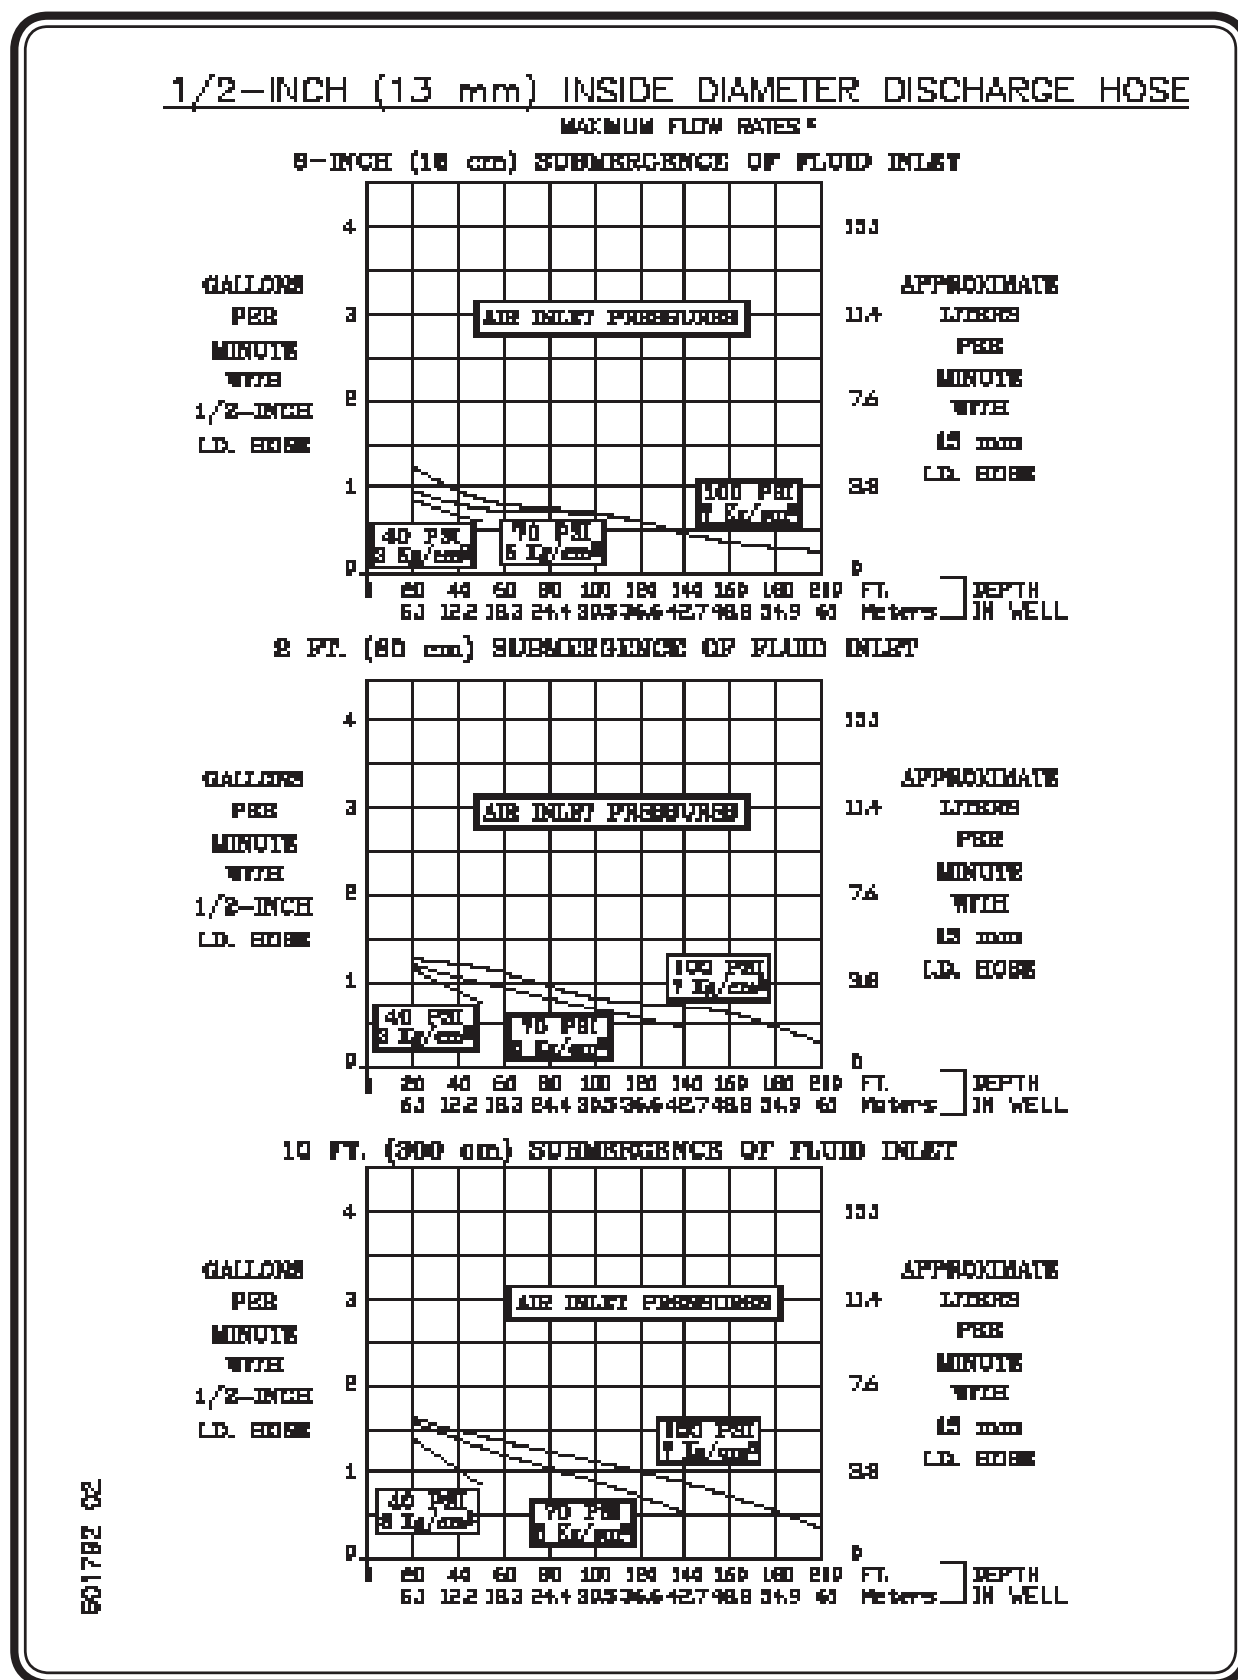 1/2-INCH (13 mm) INSIDE DIAMETER DISCHARGE HOSE
MAXIMUM FLOW RATES*
6-INCH (15 cm) SUBMERGENCE OF FLUID INLET
GALLONS
PER
MINUTE
WITH
1/2-INCH
I.D. HOSE
4
3
2
1
0
AIR INLET PRESSURES
40 PSI
3 Kg/cm²
70 PSI
5 Kg/cm²
100 PSI
7 Kg/cm²
15.1
11.4
7.6
3.8
0
APPROXIMATE
LITERS
PER
MINUTE
WITH
13 mm
I.D. HOSE
20 40 60 80 100 120 140 160 180 210 FT.
6.1 12.2 18.3 24.4 30.5 36.6 42.7 48.8 54.9 Meters
DEPTH
IN WELL
2 FT. (60 cm) SUBMERGENCE OF FLUID INLET
GALLONS
PER
MINUTE
WITH
1/2-INCH
I.D. HOSE
4
3
2
1
0
AIR INLET PRESSURES
40 PSI
3 Kg/cm²
70 PSI
5 Kg/cm²
100 PSI
7 Kg/cm²
15.1
11.4
7.6
3.8
0
APPROXIMATE
LITERS
PER
MINUTE
WITH
13 mm
I.D. HOSE
20 40 60 80 100 120 140 160 180 210 FT.
6.1 12.2 18.3 24.4 30.5 36.6 42.7 48.8 54.9 Meters
DEPTH
IN WELL
10 FT. (300 cm) SUBMERGENCE OF FLUID INLET
GALLONS
PER
MINUTE
WITH
1/2-INCH
I.D. HOSE
4
3
2
1
0
AIR INLET PRESSURES
40 PSI
3 Kg/cm²
70 PSI
5 Kg/cm²
100 PSI
7 Kg/cm²
15.1
11.4
7.6
3.8
0
APPROXIMATE
LITERS
PER
MINUTE
WITH
13 mm
I.D. HOSE
20 40 60 80 100 120 140 160 180 210 FT.
6.1 12.2 18.3 24.4 30.5 36.6 42.7 48.8 54.9 Meters
DEPTH
IN WELL